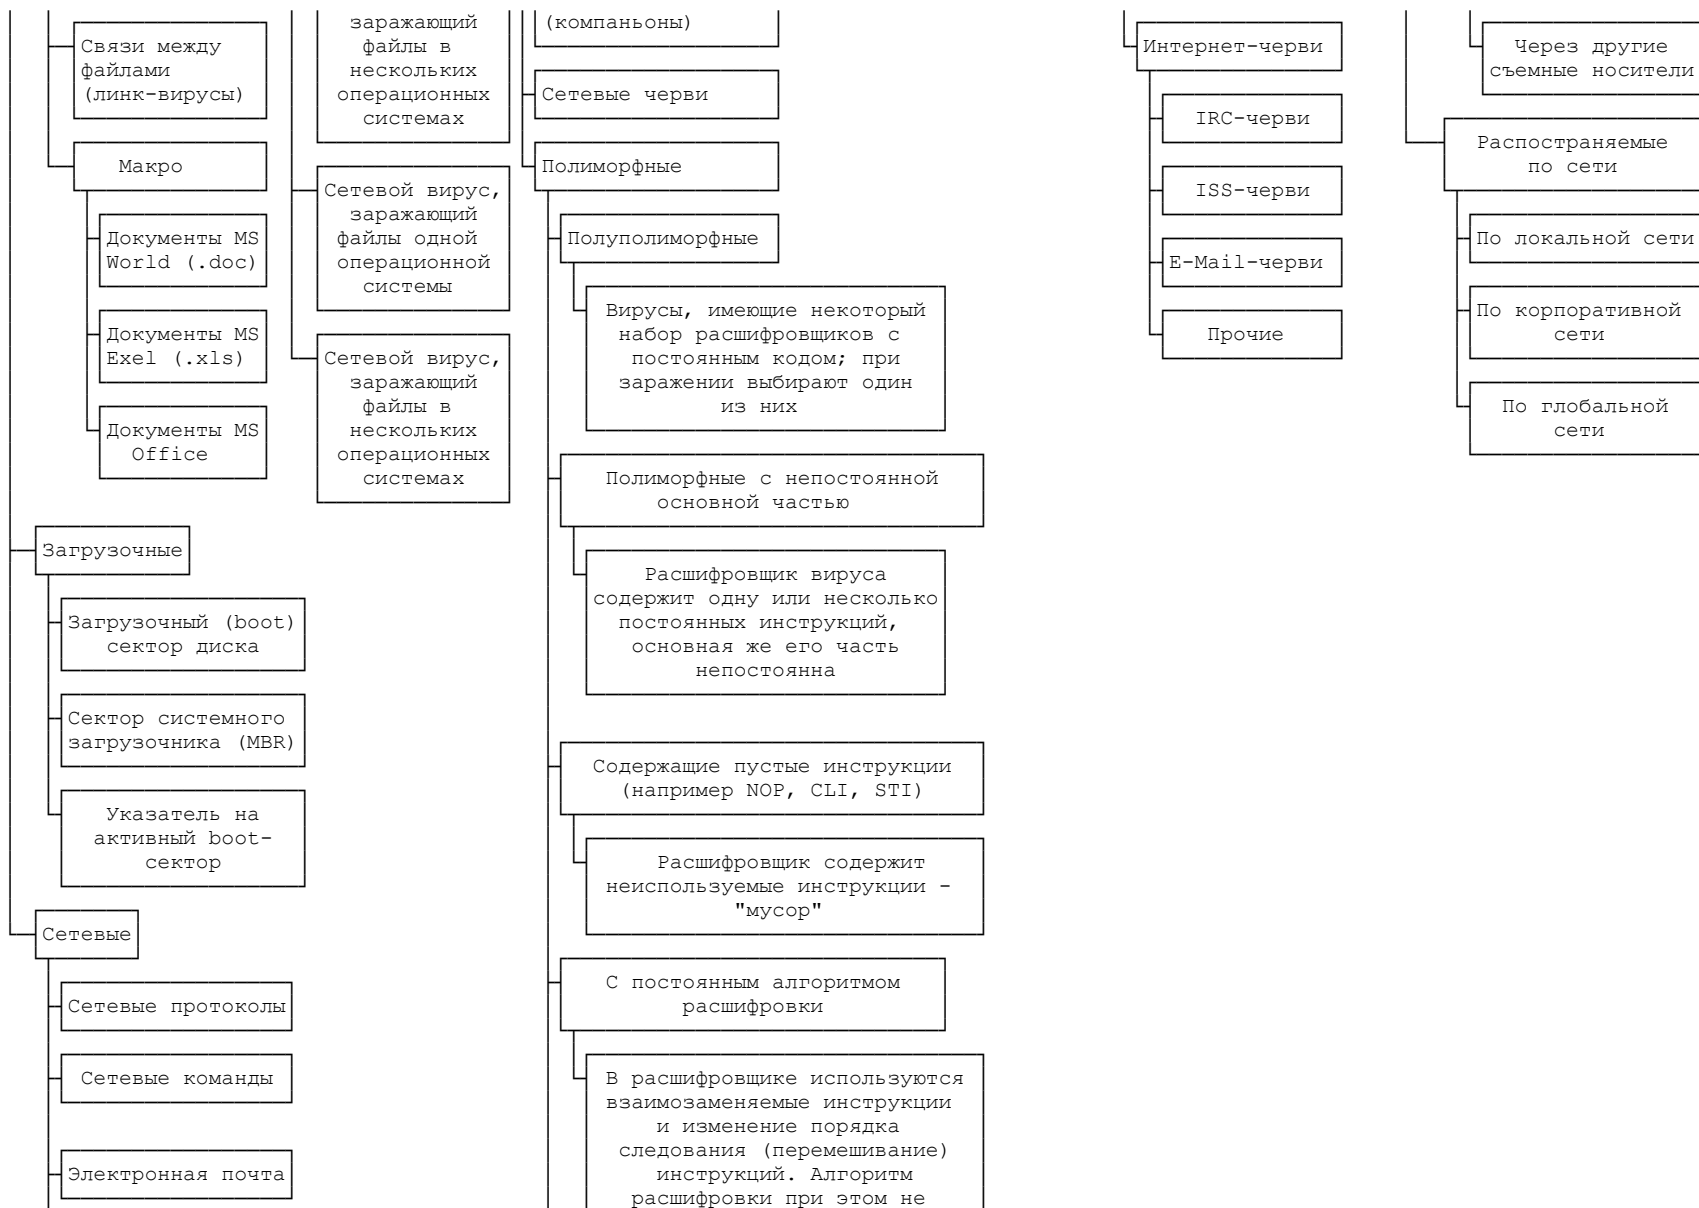 Связи между
файлами
(линк-вирусы)
Макро
Документы MS
World (.doc)
Документы MS
Exel (.xls)
Документы MS
Office
Загрузочные
Загрузочный (boot)
сектор диска
Сектор системного
загрузочника (MBR)
Указатель на
активный boot-
сектор
Сетевые
Сетевые протоколы
Сетевые команды
Электронная почта
заражающий
файлы в
нескольких
операционных
системах
Сетевой вирус,
заражающий
файлы одной
операционной
системы
Сетевой вирус,
заражающий
файлы в
нескольких
операционных
системах
(компаньоны)
Сетевые черви
Полиморфные
Полуполиморфные
Вирусы, имеющие некоторый
набор расшифровщиков с
постоянным кодом; при
заражении выбирают один
из них
Полиморфные с непостоянной
основной частью
Расшифровщик вируса
содержит одну или несколько
постоянных инструкций,
основная же его часть
непостоянна
Содержащие пустые инструкции
(например NOP, CLI, STI)
Расшифровщик содержит
неиспользуемые инструкции -
"мусор"
С постоянным алгоритмом
расшифровки
В расшифровщике используются
взаимозаменяемые инструкции
и изменение порядка
следования (перемешивание)
инструкций. Алгоритм
расшифровки при этом не
Интернет-черви
IRC-черви
ISS-черви
E-Mail-черви
Прочие
Через другие
съемные носители
Распостраняемые
по сети
По локальной сети
По корпоративной
сети
По глобальной
сети